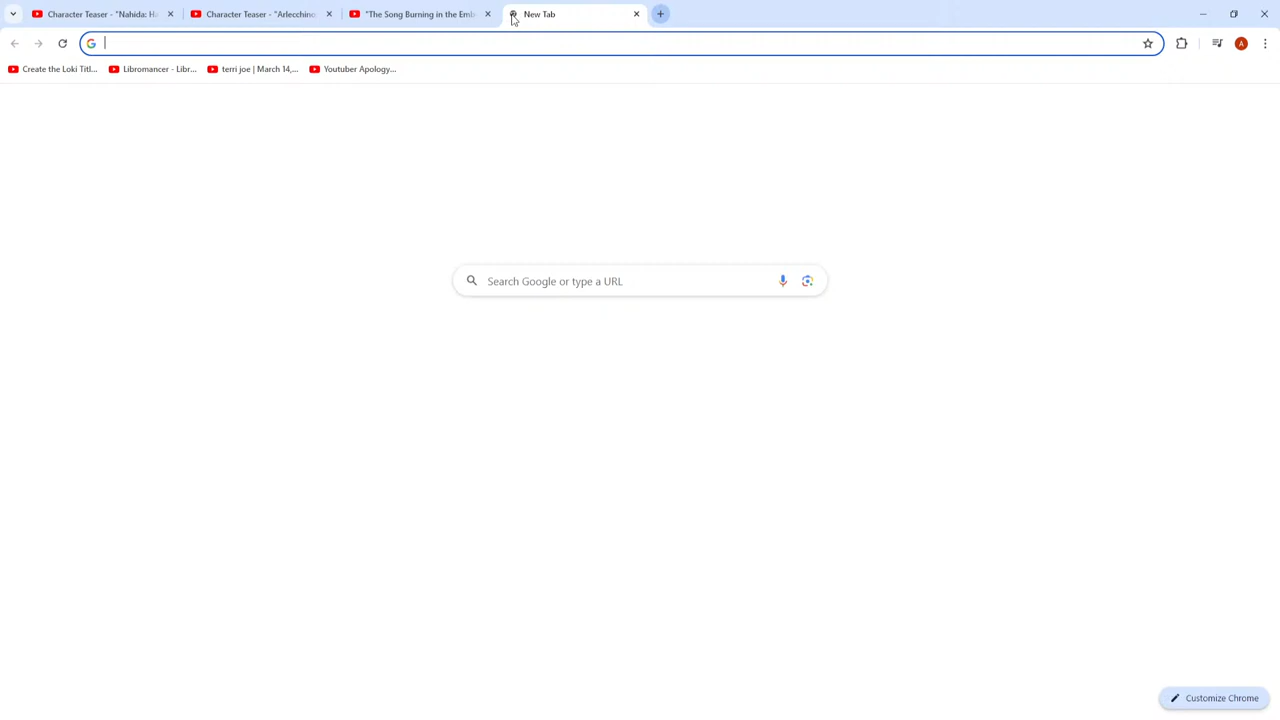 Character Teaser - "Nahida: Ha
Character Teaser - "Arlecchino
"The Song Burning in the Emb
New Tab
Create the Loki Titl...
Libromancer - Libr...
terri joe | March 14,...
Youtuber Apology...
A
Search Google or type a URL
Customize Chrome